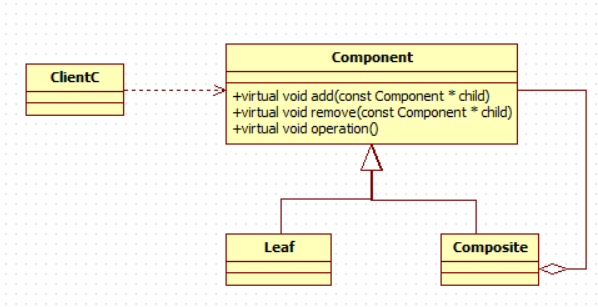 Component
ClientC
+virtual void add(const Component * child)
+virtual void remove(const Component * child)
+virtual void operation()
Leaf
Composite